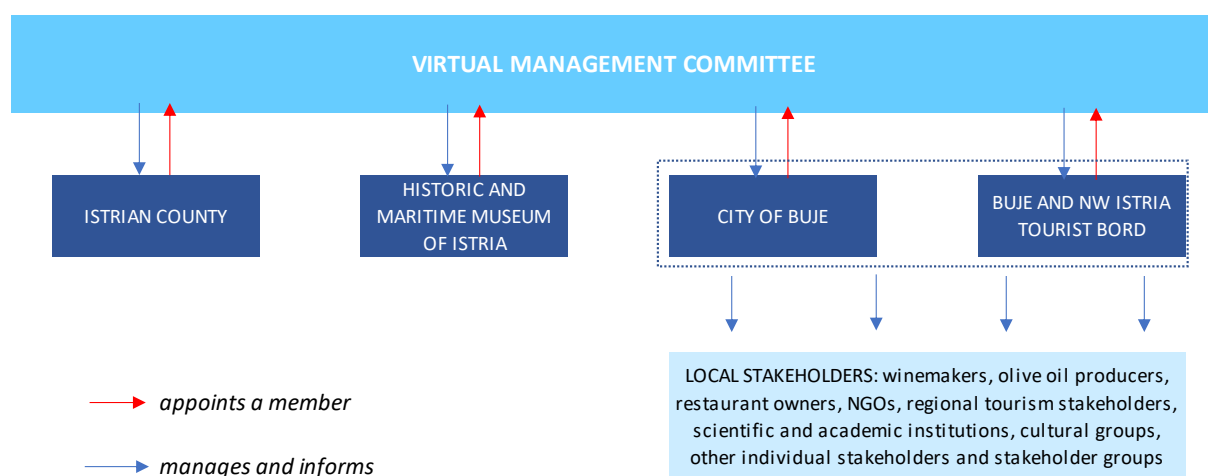 VIRTUAL MANAGEMENT COMMITTEE
ISTRIAN COUNTY
HISTORIC AND
MARITIME MUSEUM
OF ISTRIA
CITY OF BUJE
BUJE AND NW ISTRIA
TOURIST BORD
LOCAL STAKEHOLDERS: winemakers, olive oil producers,
restaurant owners, NGOs, regional tourism stakeholders,
scientific and academic institutions, cultural groups,
other individual stakeholders and stakeholder groups
appoints a member
manages and informs